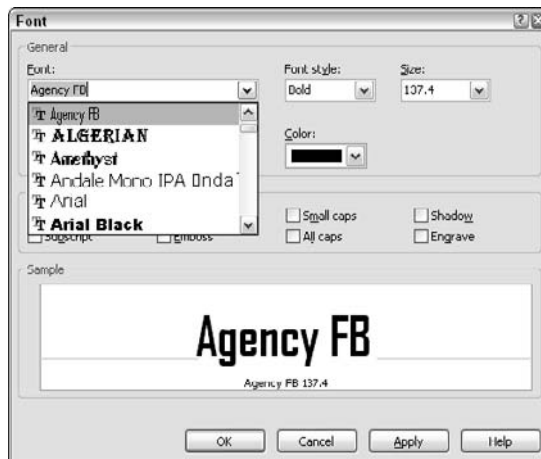 Font
General
Font:
Font style:
Size:
Agency FB
Bold
137.4
Agency FB
ALGERIAN
Amethyst
Andale Mono IPA
Arial
Arial Black
Color:
Small caps
Shadow
Subscript
Emboss
All caps
Engrave
Sample
Agency FB
Agency FB 137.4
OK
Cancel
Apply
Help